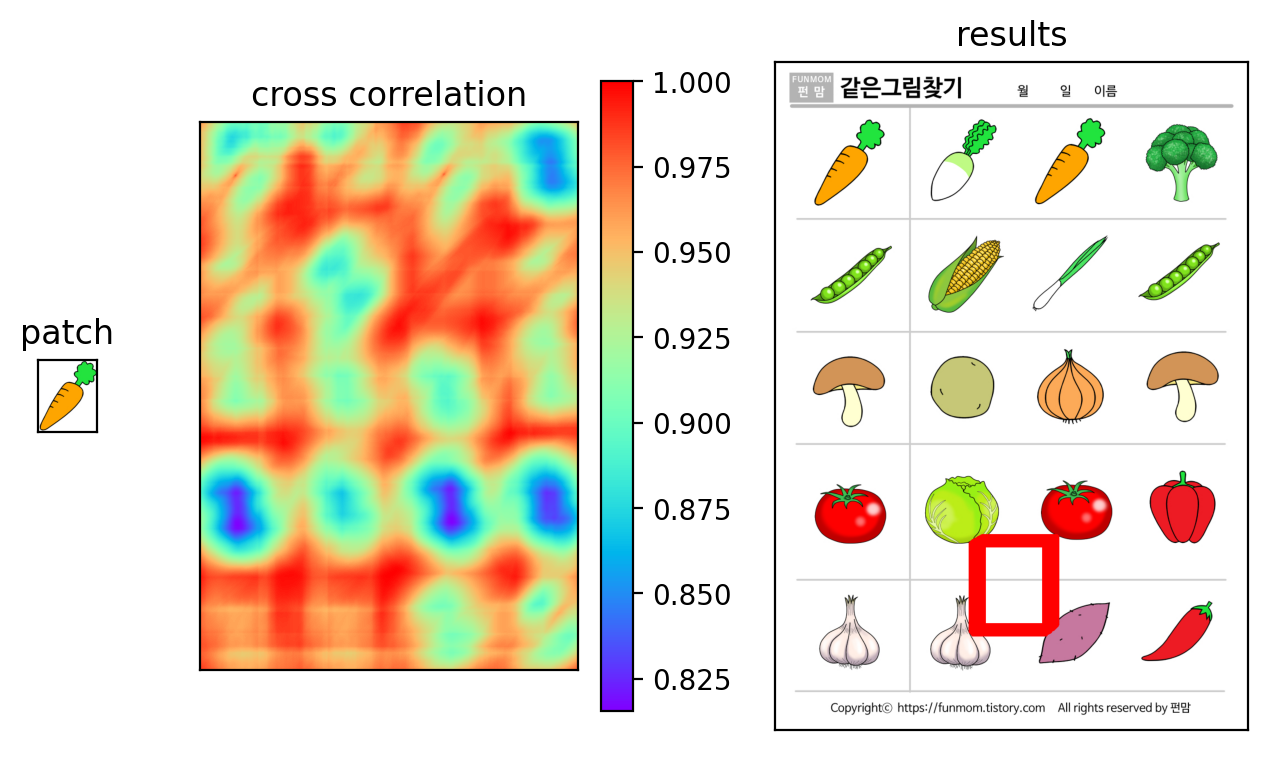 results
cross correlation
patch
1.000
0.975
0.950
0.925
0.900
0.875
0.850
0.825
FUNMOM
펀 맘
같은그림찾기
월 일 이름
Copyright© https://funmom.tistory.com All rights reserved by 펀맘